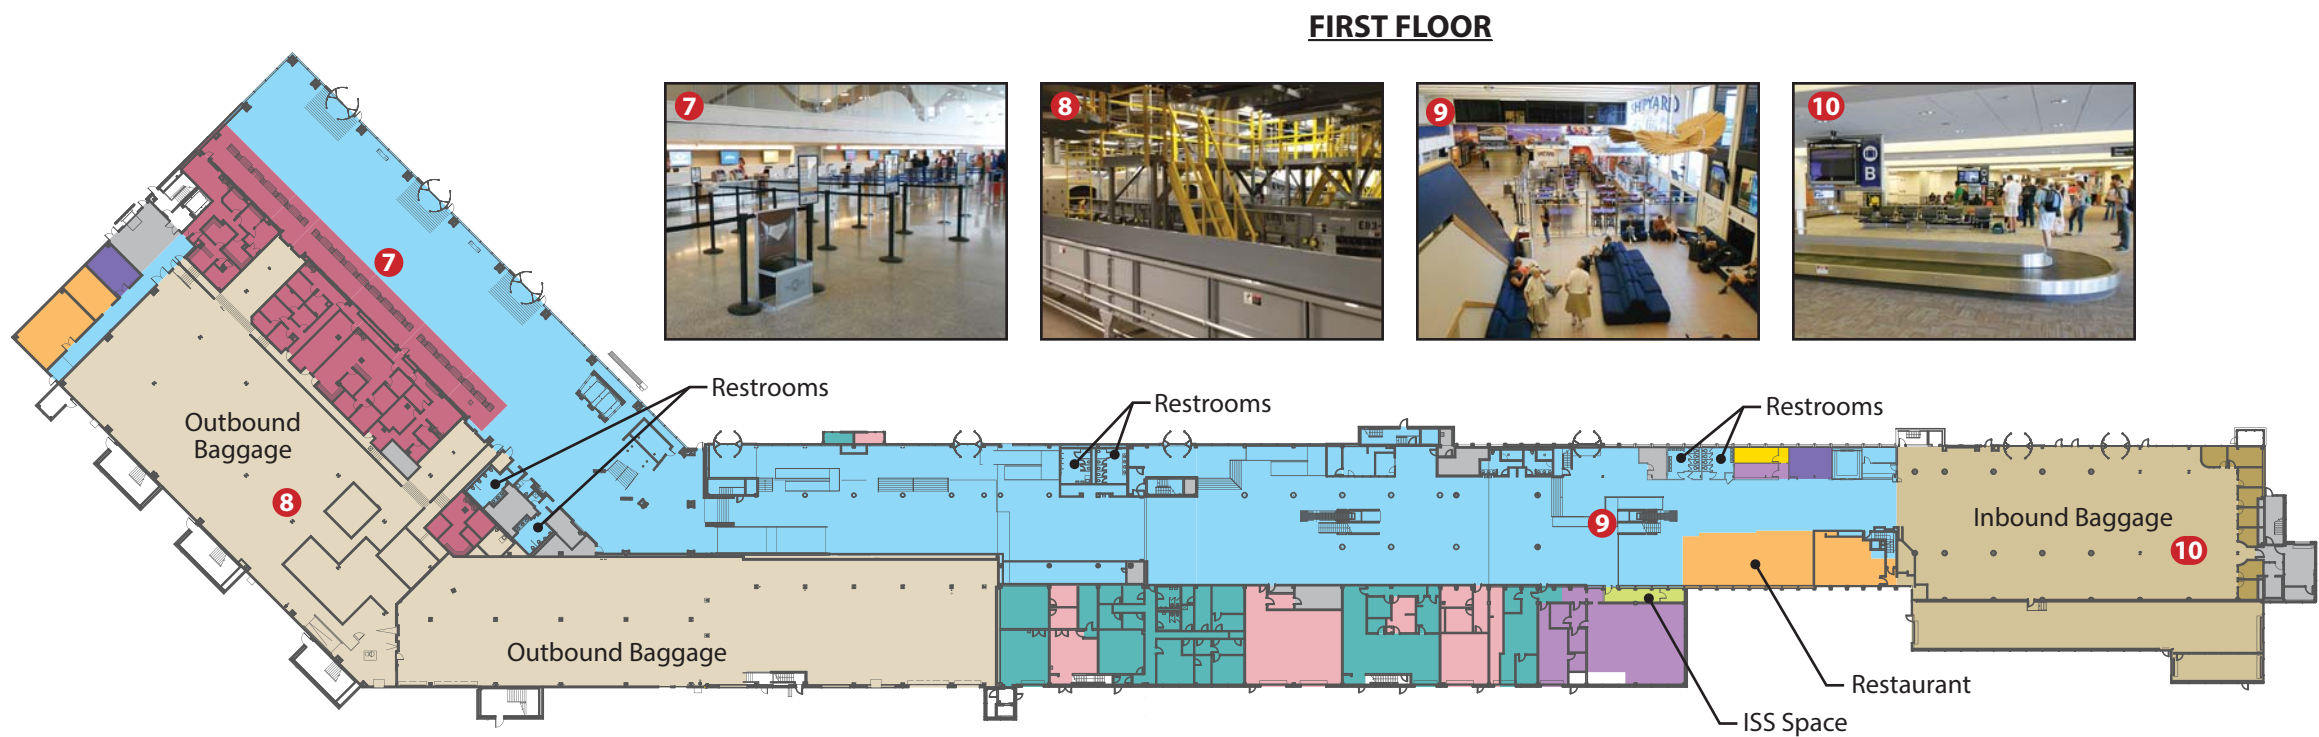 FIRST FLOOR
7
8
9
SHIPYARD
10
B
7
Restrooms
Restrooms
Restrooms
Outbound
Baggage
8
9
Inbound Baggage
10
Outbound Baggage
Restaurant
ISS Space